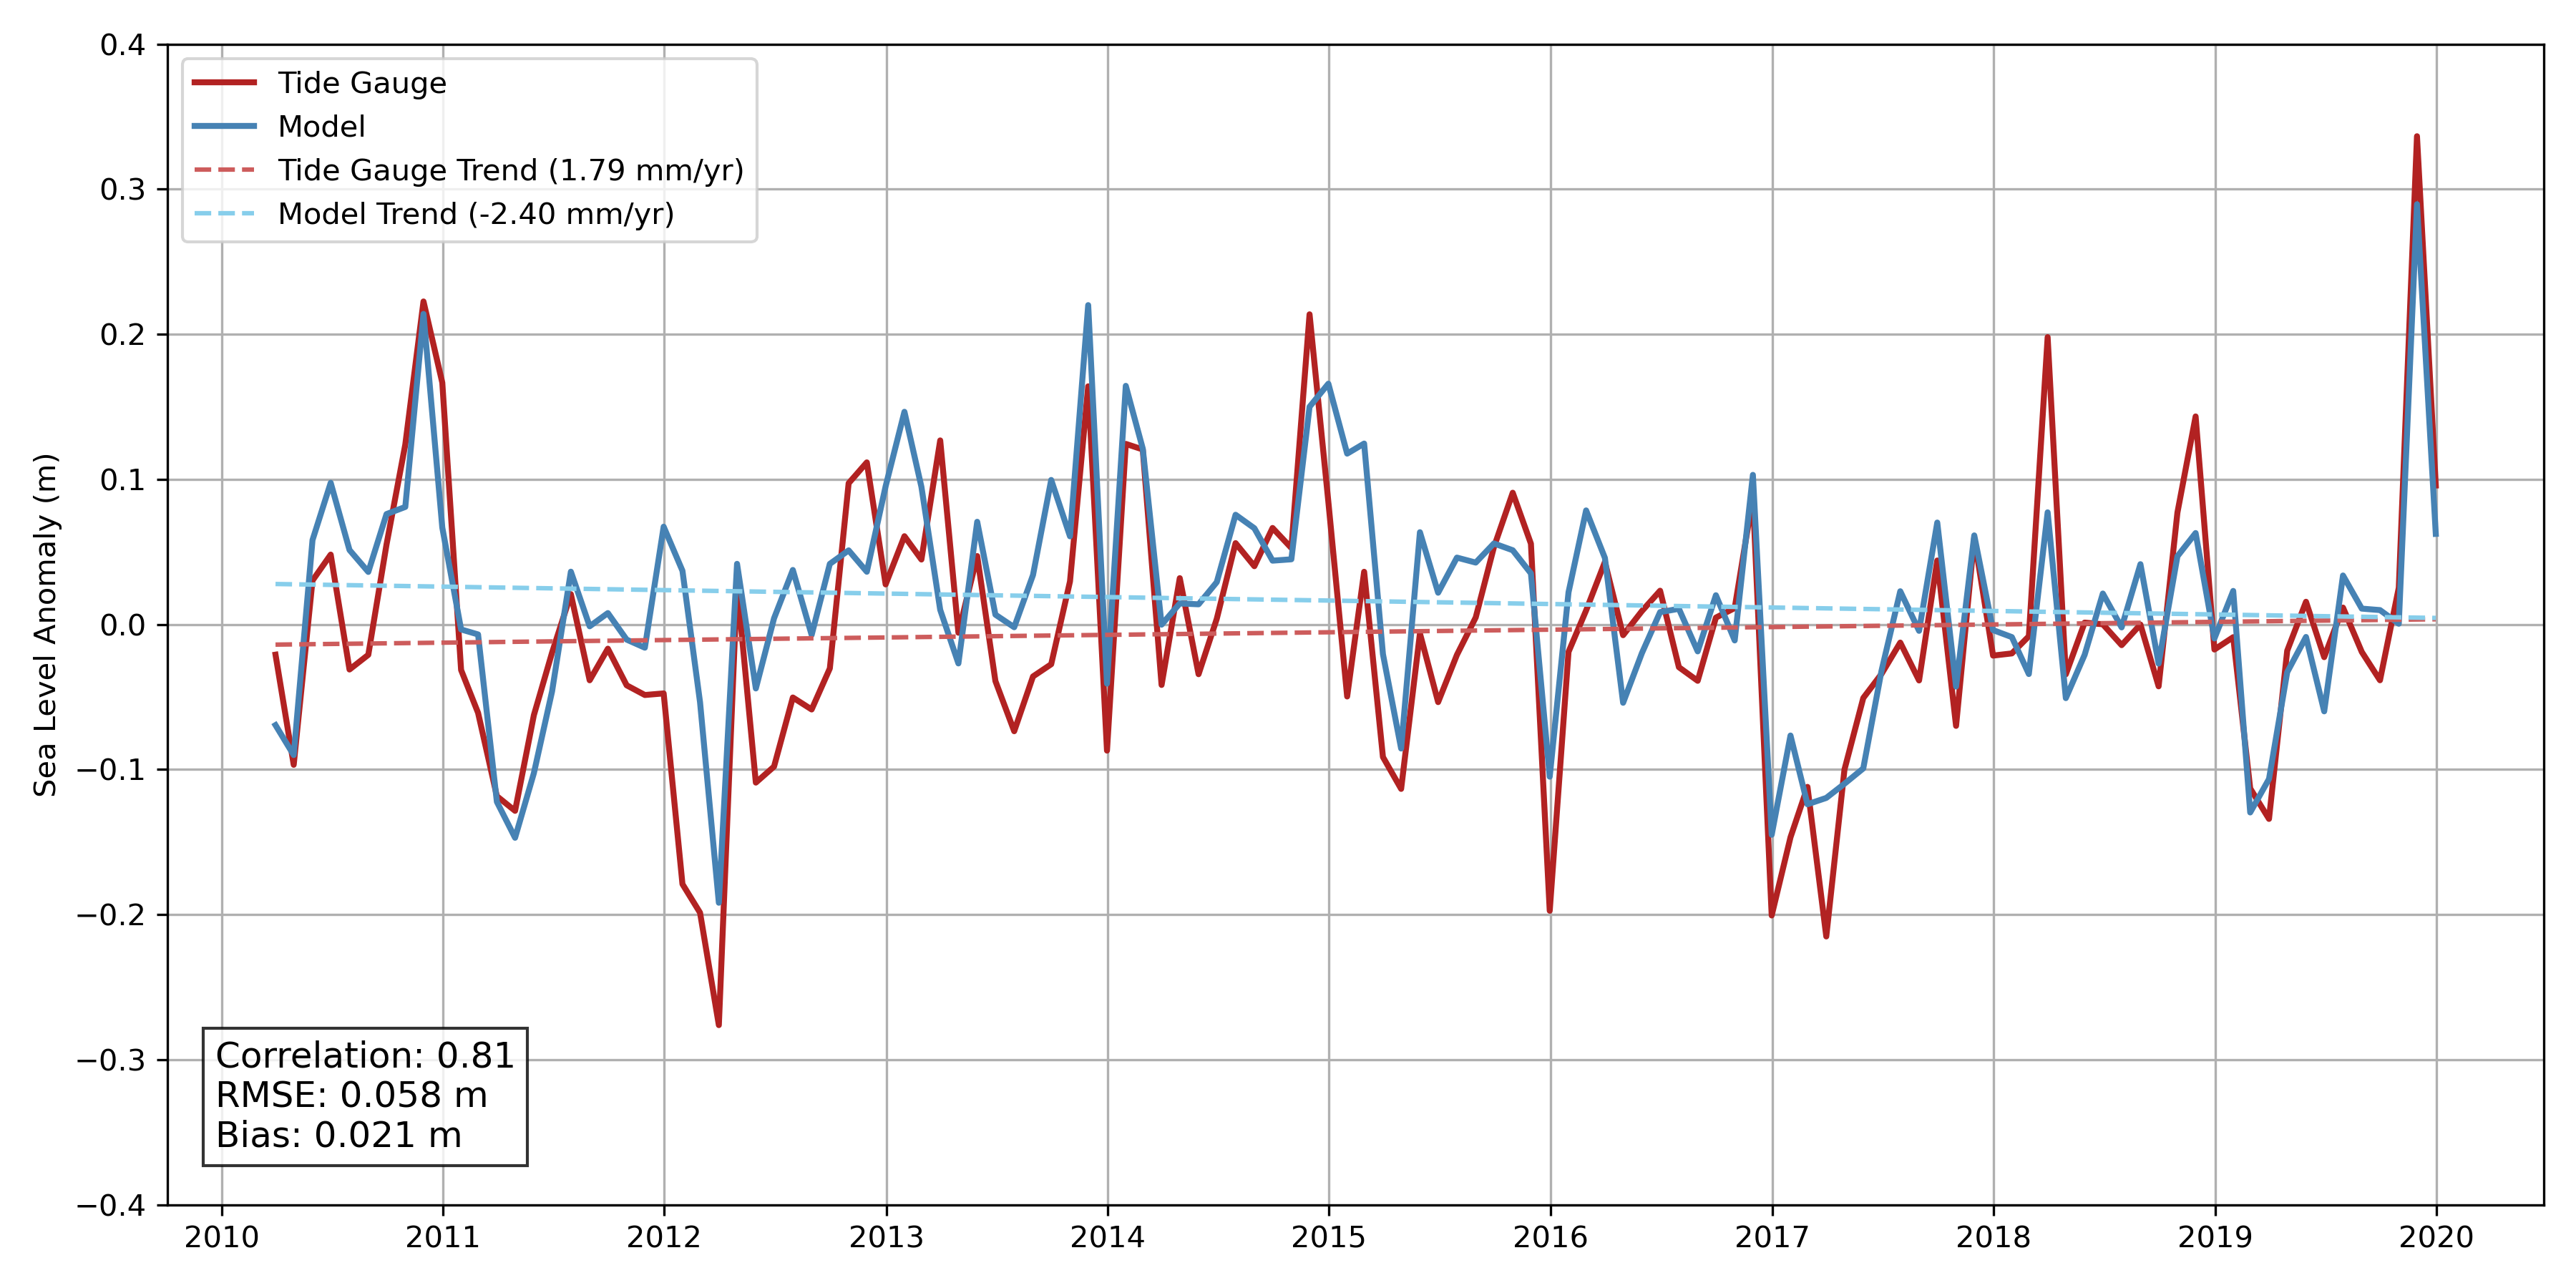 0.4
0.3
0.2
0.1
0.0
−0.1
−0.2
−0.3
−0.4
Sea Level Anomaly (m)
Tide Gauge
Model
Tide Gauge Trend (1.79 mm/yr)
Model Trend (-2.40 mm/yr)
Correlation: 0.81
RMSE: 0.058 m
Bias: 0.021 m
2010 2011 2012 2013 2014 2015 2016 2017 2018 2019 2020